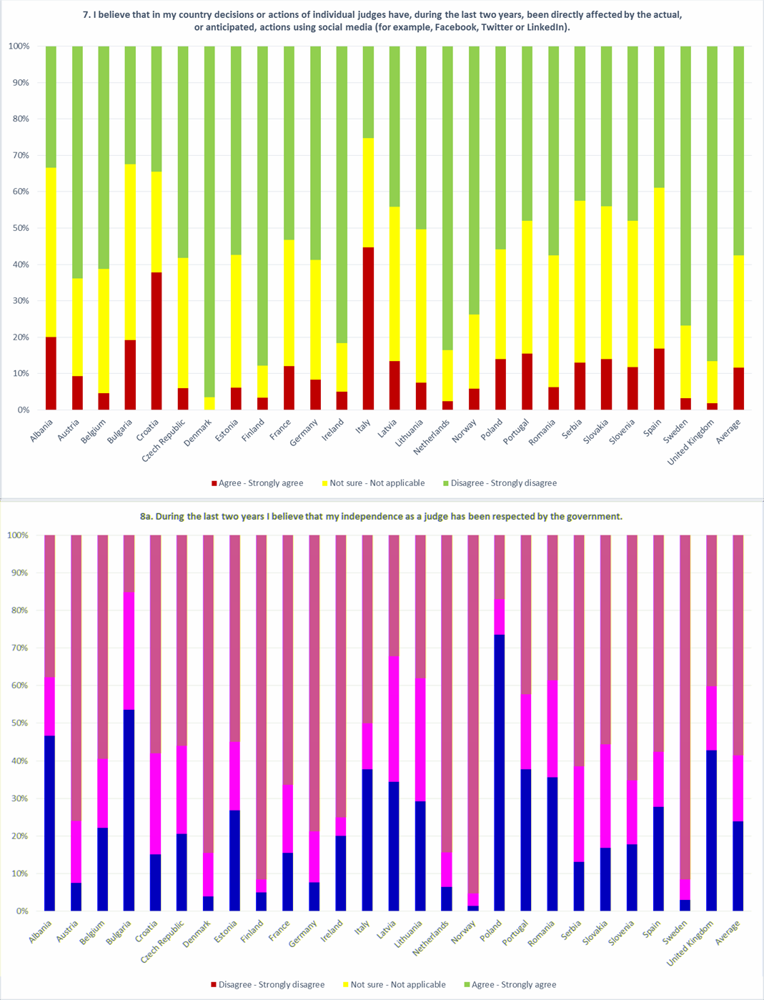 7. I believe that in my country decisions or actions of individual judges have, during the last two years, been directly affected by the actual,
or anticipated, actions using social media (for example, Facebook, Twitter or LinkedIn).
100%
90%
80%
70%
60%
50%
40%
30%
20%
10%
0%
Albania
Austria
Belgium
Bulgaria
Croatia
Czech Republic
Denmark
Estonia
Finland
France
Germany
Ireland
Italy
Latvia
Lithuania
Netherlands
Norway
Poland
Portugal
Romania
Serbia
Slovakia
Slovenia
Spain
Sweden
United Kingdom
Average
Agree - Strongly agree
Not sure - Not applicable
Disagree - Strongly disagree
8a. During the last two years I believe that my independence as a judge has been respected by the government.
100%
90%
80%
70%
60%
50%
40%
30%
20%
10%
0%
Albania
Austria
Belgium
Bulgaria
Croatia
Czech Republic
Denmark
Estonia
Finland
France
Germany
Ireland
Italy
Latvia
Lithuania
Netherlands
Norway
Poland
Portugal
Romania
Serbia
Slovakia
Slovenia
Spain
Sweden
United Kingdom
Average
Disagree - Strongly disagree
Not sure - Not applicable
Agree - Strongly agree